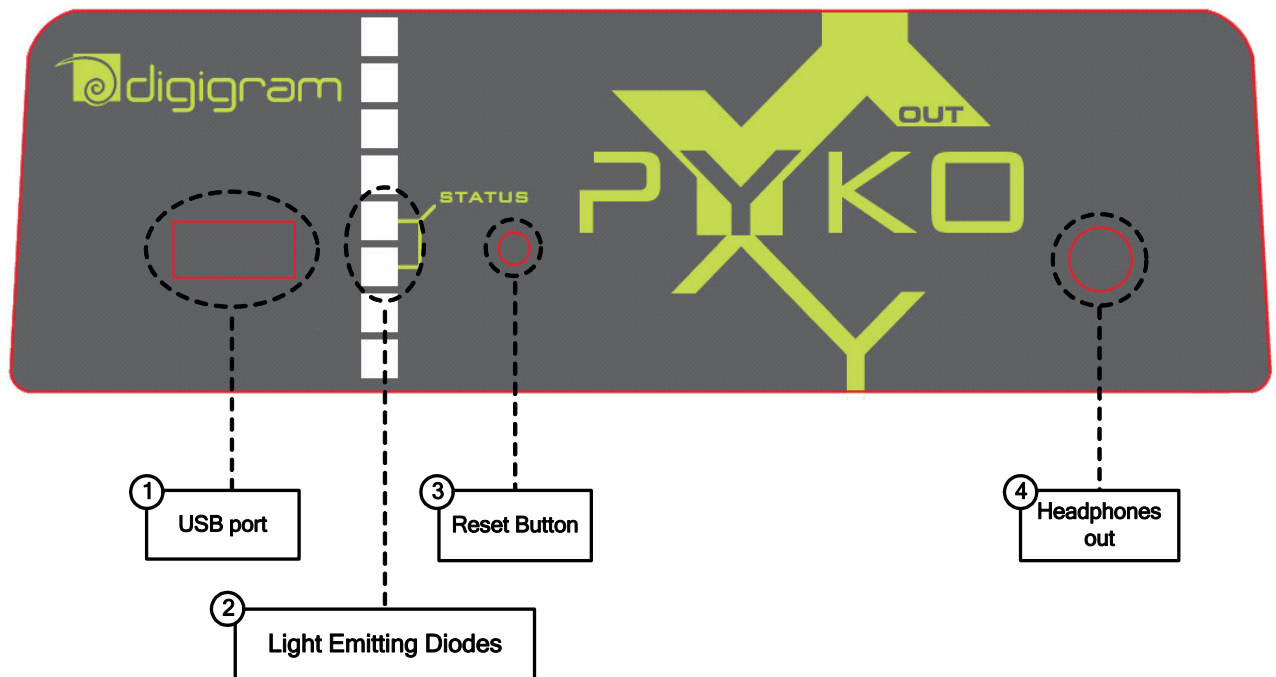 digigram
OUT
PYKO
STATUS
1
USB port
2
Light Emitting Diodes
3
Reset Button
4
Headphones
out